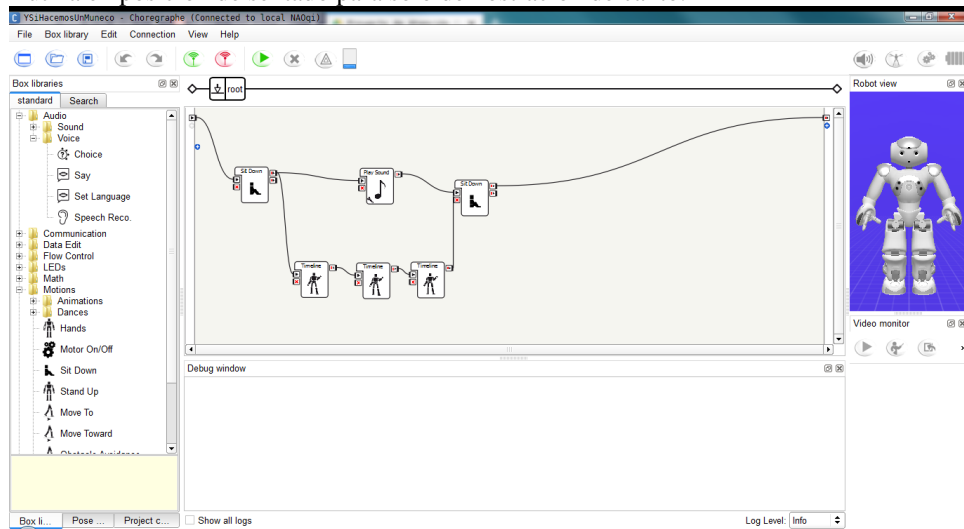 YSiHacemosUnMuneco - Choregraphe (Connected to local NAOqi)
File Box library Edit Connection View Help
Box libraries
standard Search
Audio
Sound
Voice
Choice
Say
Set Language
Speech Reco.
Communication
Data Edit
Flow Control
LEDs
Math
Motions
Animations
Dances
Hands
Motor On/Off
Sit Down
Stand Up
Move To
Move Toward
Box li... Pose ... Project c...
root
Sit Down
Play Sound
Sit Down
Timeline
Timeline
Timeline
Debug window
Show all logs
Log Level: Info
Robot view
Video monitor